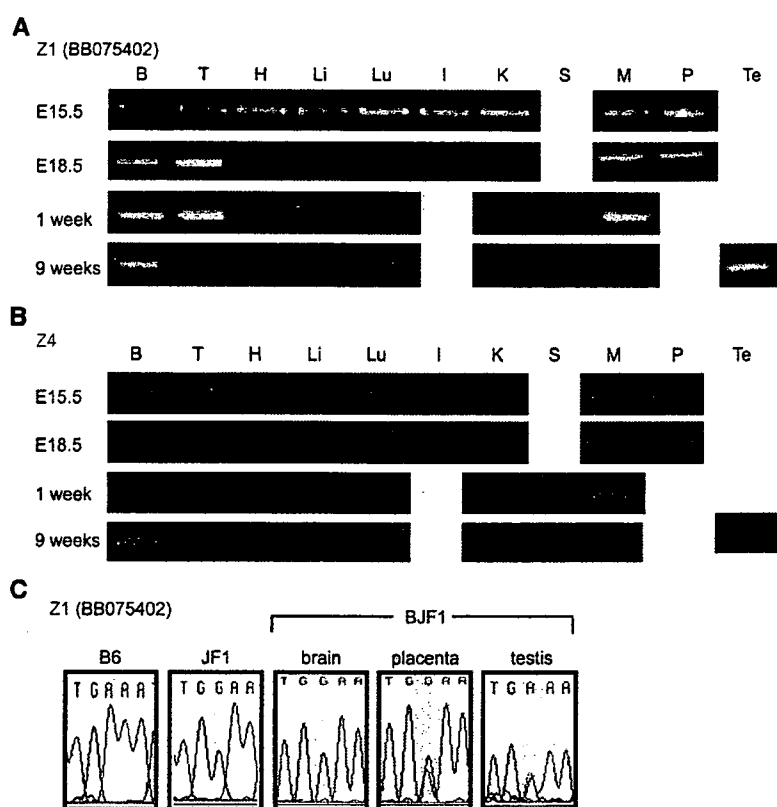 A
Z1 (BB075402)
B T H Li Lu I K S M P Te
E15.5
E18.5
1 week
9 weeks
B
Z4
B T H Li Lu I K S M P Te
E15.5
E18.5
1 week
9 weeks
C
Z1 (BB075402)
BJF1
B6 JF1 brain placenta testis
T G A A A T G G A A T G G A A T G G A A T G A A A